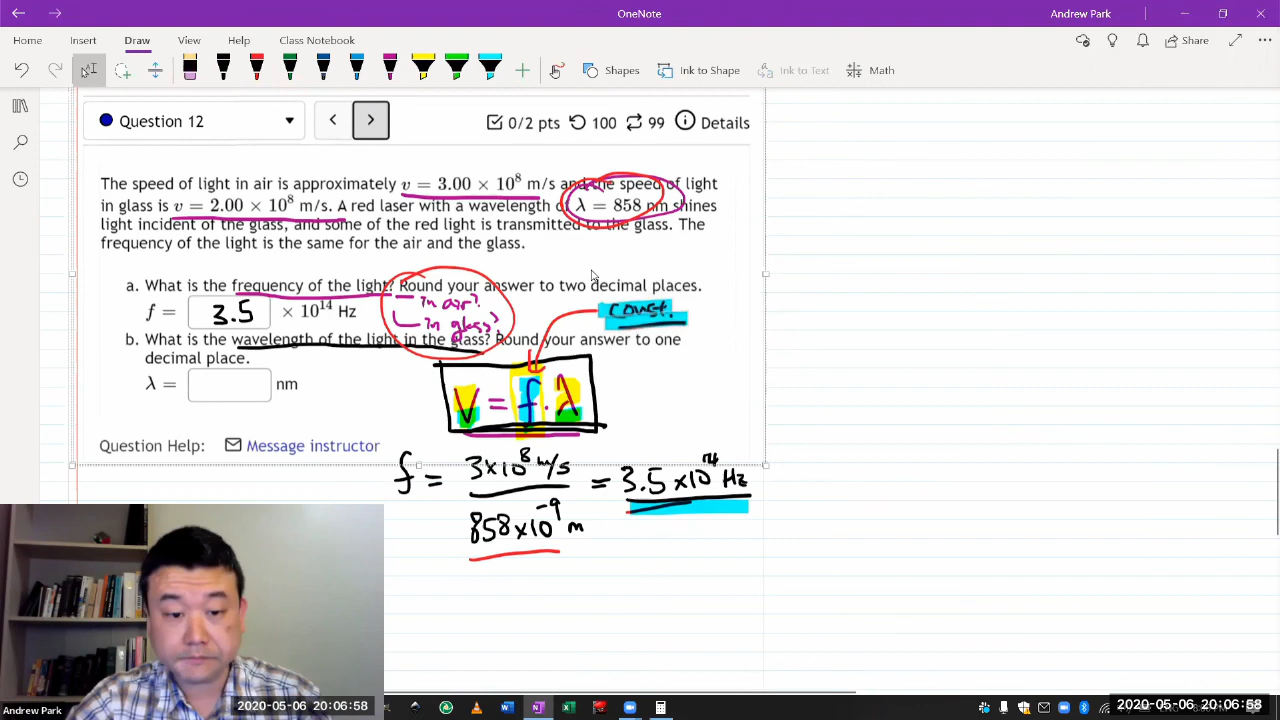 OneNote
Andrew Park
Home Insert Draw View Help Class Notebook
Share
Shapes Ink to Shape Ink to Text Math
Question 12
0/2 pts 100 99 Details
The speed of light in air is approximately v = 3.00 × 10⁸ m/s and the speed of light
in glass is v = 2.00 × 10⁸ m/s. A red laser with a wavelength of λ = 858 nm shines
light incident of the glass, and some of the red light is transmitted to the glass. The
frequency of the light is the same for the air and the glass.
a. What is the frequency of the light? Round your answer to two decimal places.
f = 3.5 × 10¹⁴ Hz
in air?
in glass?
const.
b. What is the wavelength of the light in the glass? Round your answer to one
decimal place.
λ = nm
V = f · λ
Question Help: Message instructor
f = 3×10⁸ m/s = 3.5 ×10¹⁴ Hz
858×10⁻⁹ m
Andrew Park
2020-05-06 20:06:58
2020-05-06 20:06:58